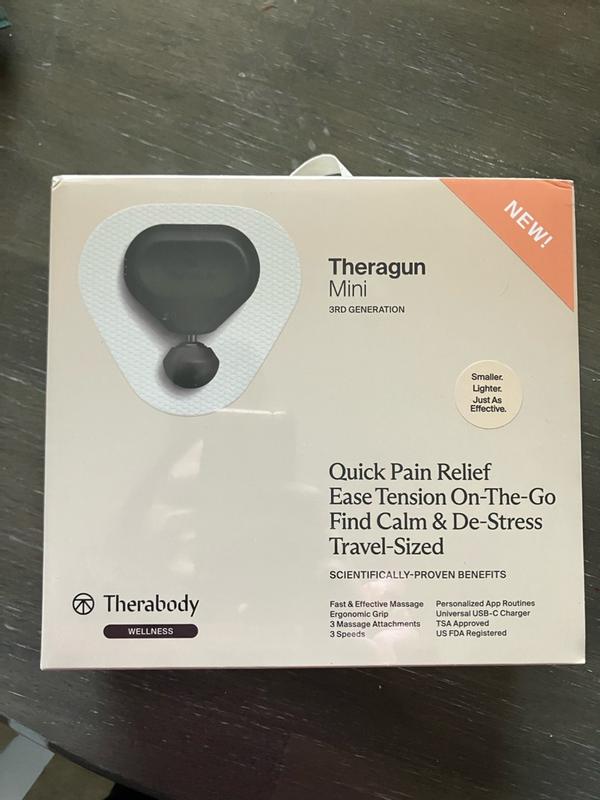 NEW!
Theragun
Mini
3RD GENERATION
Smaller.
Lighter.
Just As
Effective.
Quick Pain Relief
Ease Tension On-The-Go
Find Calm & De-Stress
Travel-Sized
SCIENTIFICALLY-PROVEN BENEFITS
Fast & Effective Massage
Ergonomic Grip
3 Massage Attachments
3 Speeds
Personalized App Routines
Universal USB-C Charger
TSA Approved
US FDA Registered
Therabody
WELLNESS